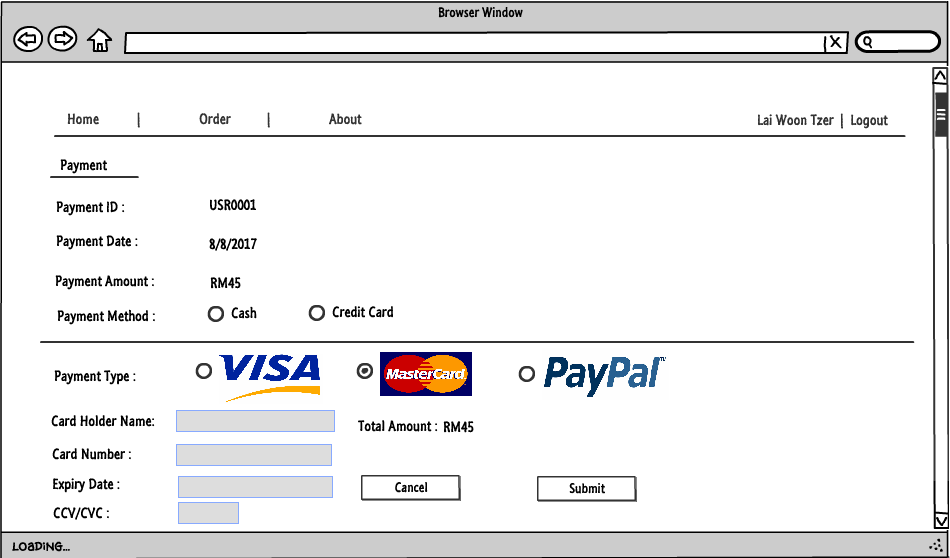 Browser Window
X
Home | Order | About Lai Woon Tzer | Logout
Payment
Payment ID : USR0001
Payment Date : 8/8/2017
Payment Amount : RM45
Payment Method : Cash Credit Card
Payment Type : VISA MasterCard PayPal™
Card Holder Name: Total Amount : RM45
Card Number :
Expiry Date : Cancel Submit
CCV/CVC :
LOADING...